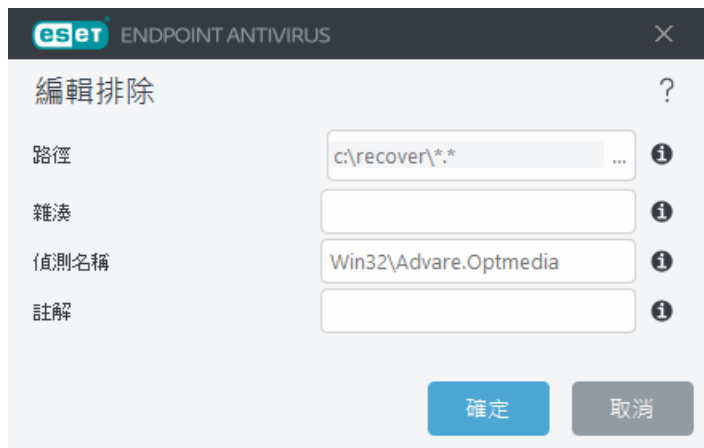 eseT ENDPOINT ANTIVIRUS
編輯排除
?
路徑 c:\recover\*.* ...
雜湊
偵測名稱 Win32\Advare.Optmedia
註解
確定 取消